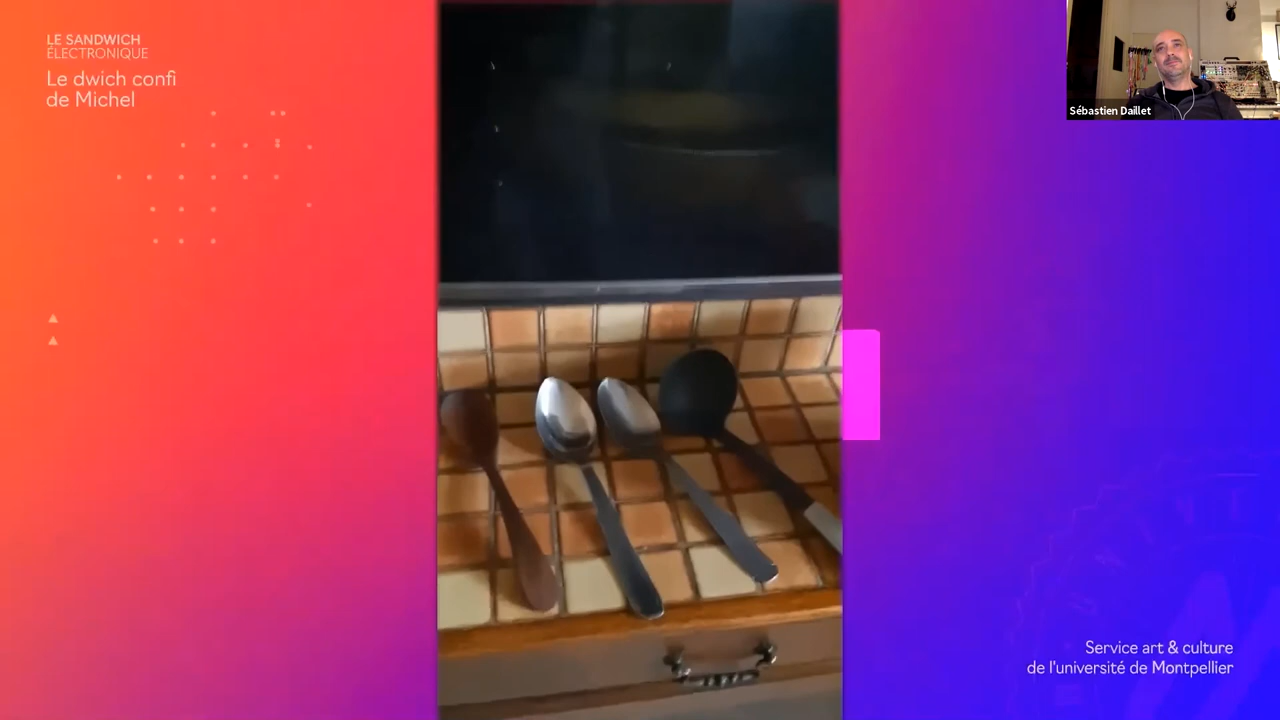 LE SANDWICH
ÉLECTRONIQUE
Le dwich confi
de Michel
Sébastien Daillet
Service art & culture
de l'université de Montpellier